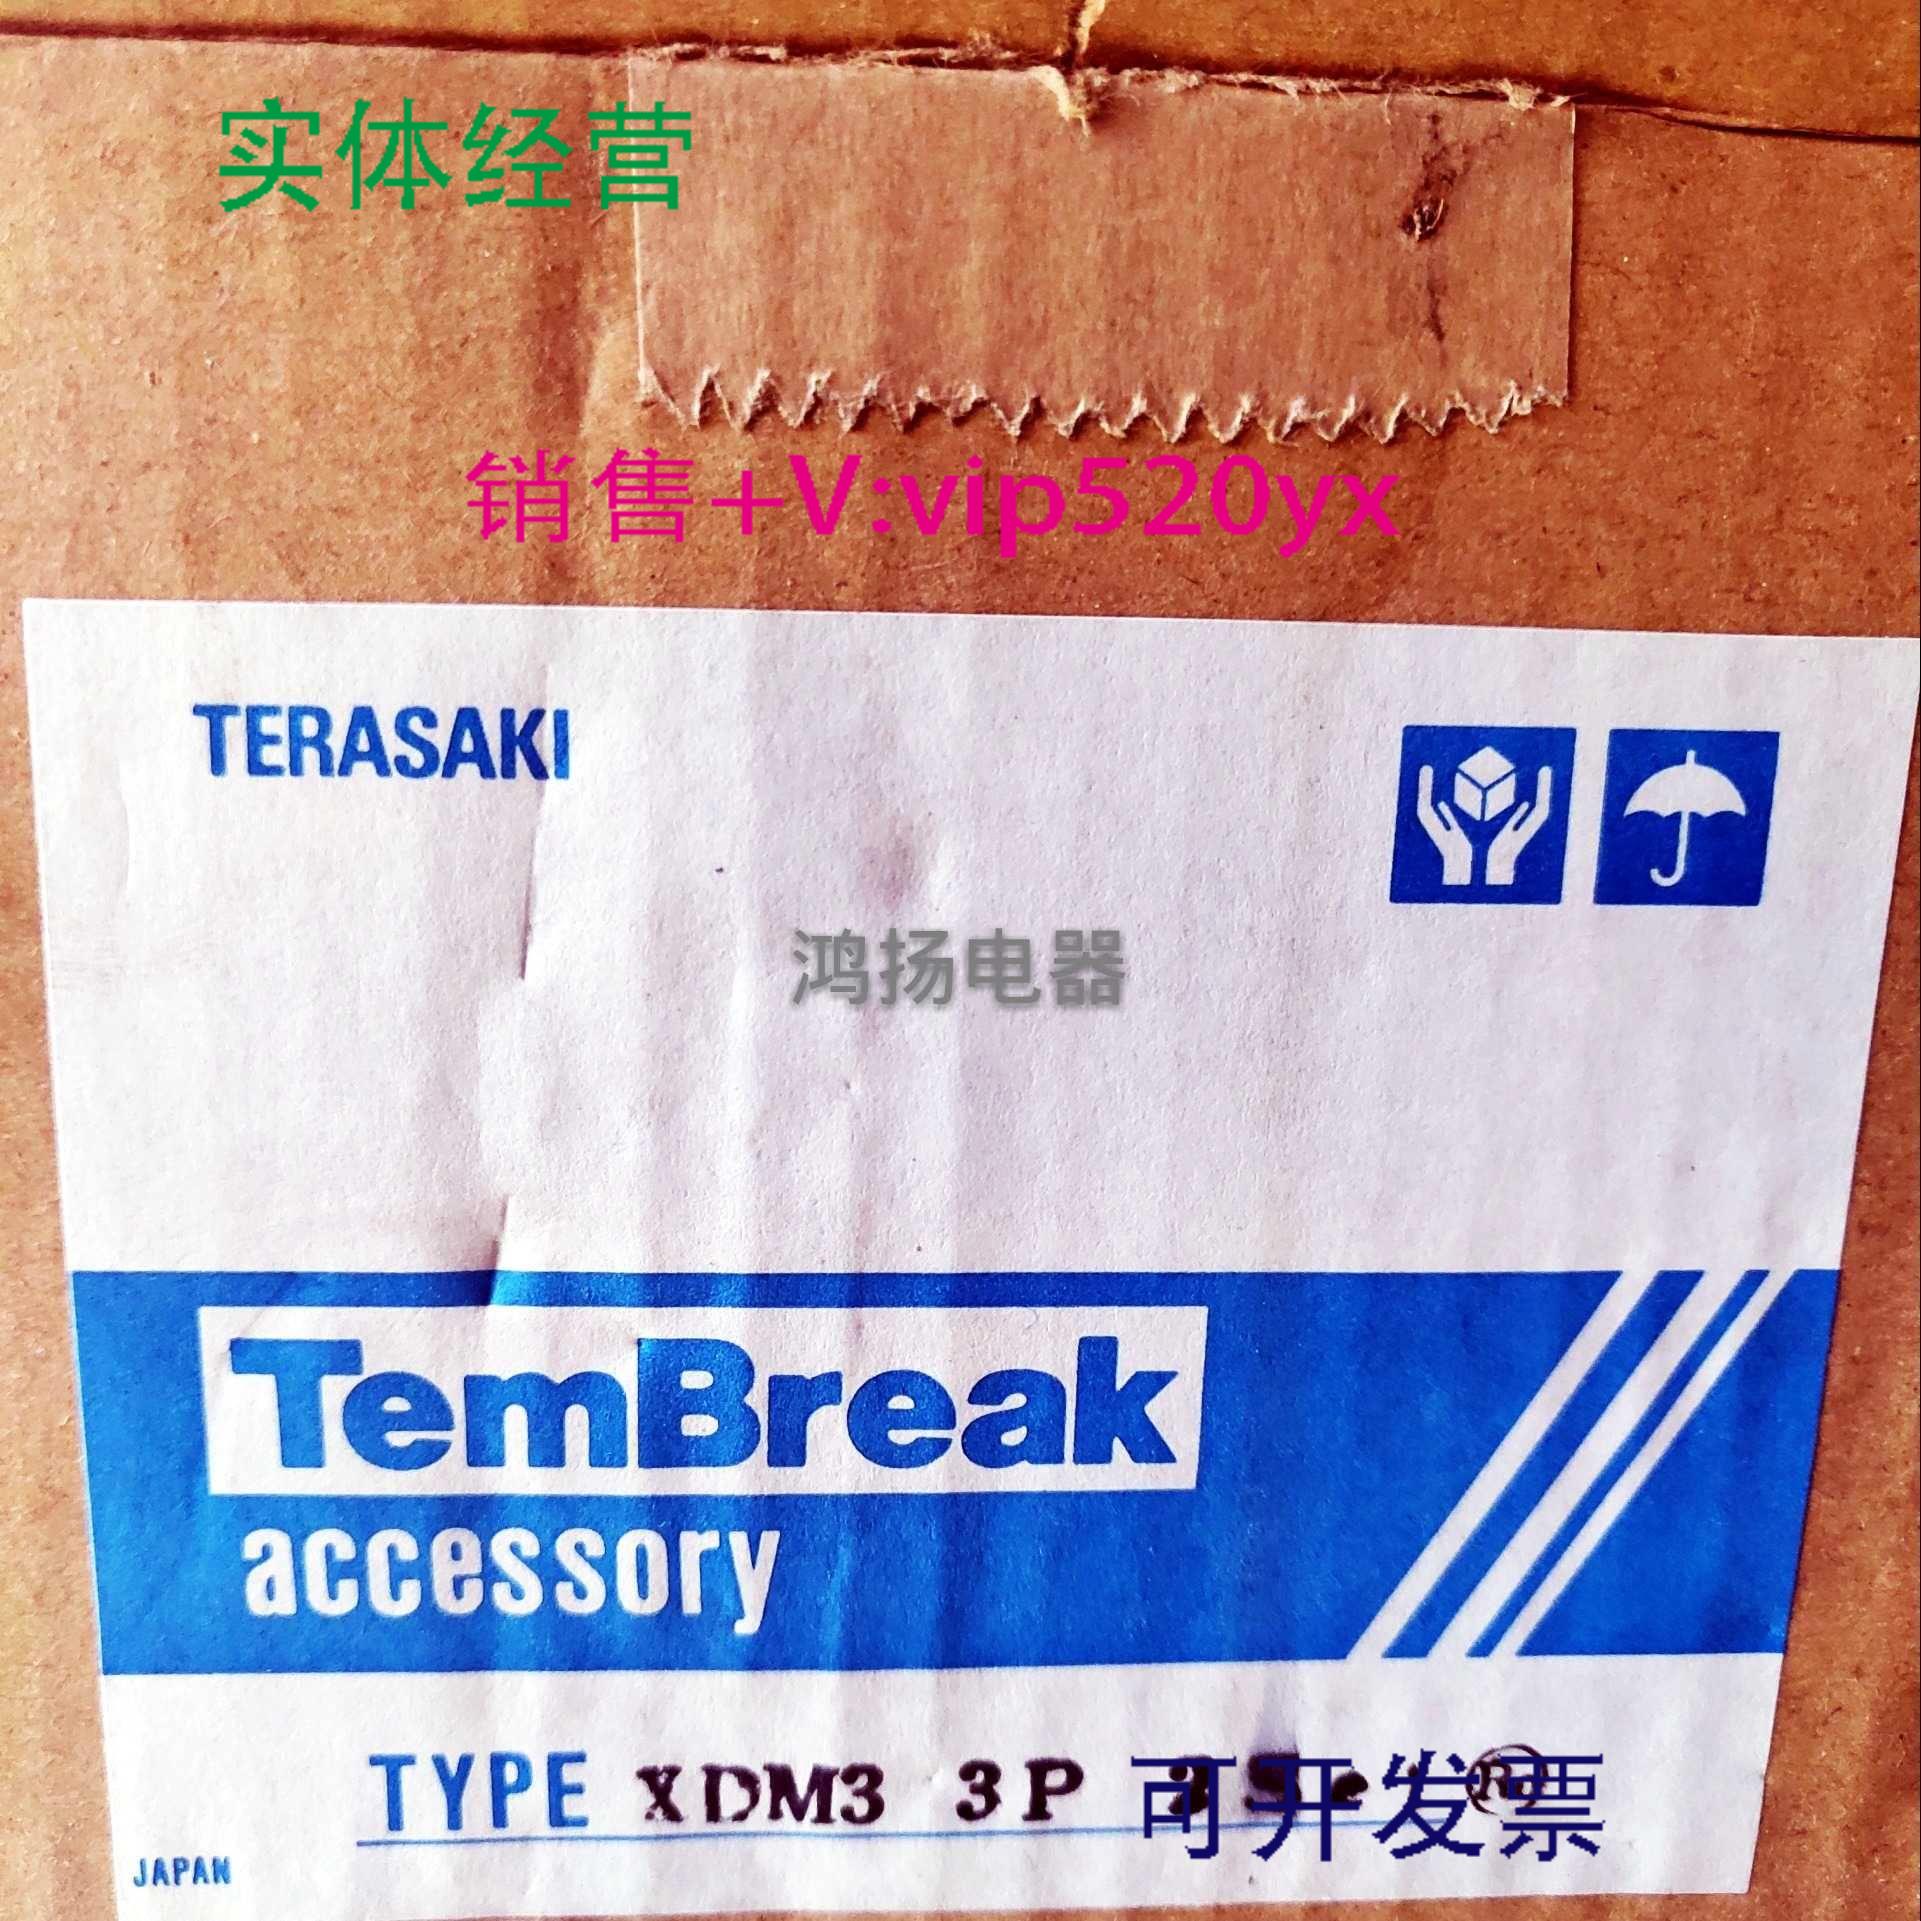 实体经营
销售+V:vip520yx
TERASAKI
鸿扬电器
TemBreak
accessory
TYPE XDM3 3P
可开发票
JAPAN